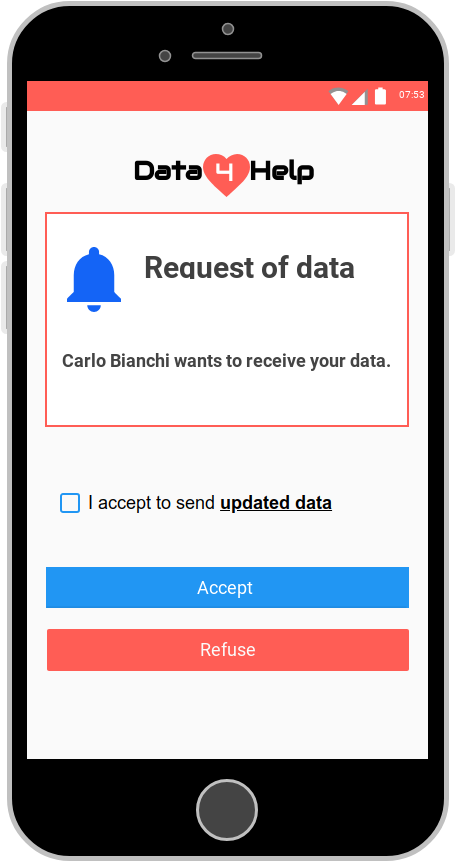 07:53
Data4Help
Request of data
Carlo Bianchi wants to receive your data.
I accept to send updated data
Accept
Refuse